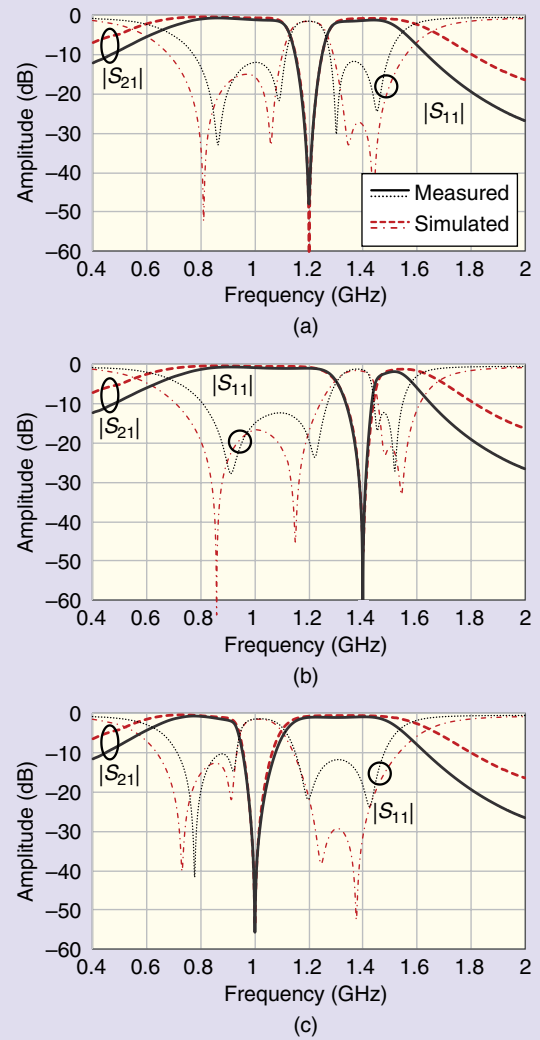 0
−10
−20
−30
−40
−50
−60
Amplitude (dB)
|S21|
|S11|
Measured
Simulated
0.4 0.6 0.8 1 1.2 1.4 1.6 1.8 2
Frequency (GHz)
(a)
0
−10
−20
−30
−40
−50
−60
Amplitude (dB)
|S11|
|S21|
0.4 0.6 0.8 1 1.2 1.4 1.6 1.8 2
Frequency (GHz)
(b)
0
−10
−20
−30
−40
−50
−60
Amplitude (dB)
|S21|
|S11|
0.4 0.6 0.8 1 1.2 1.4 1.6 1.8 2
Frequency (GHz)
(c)